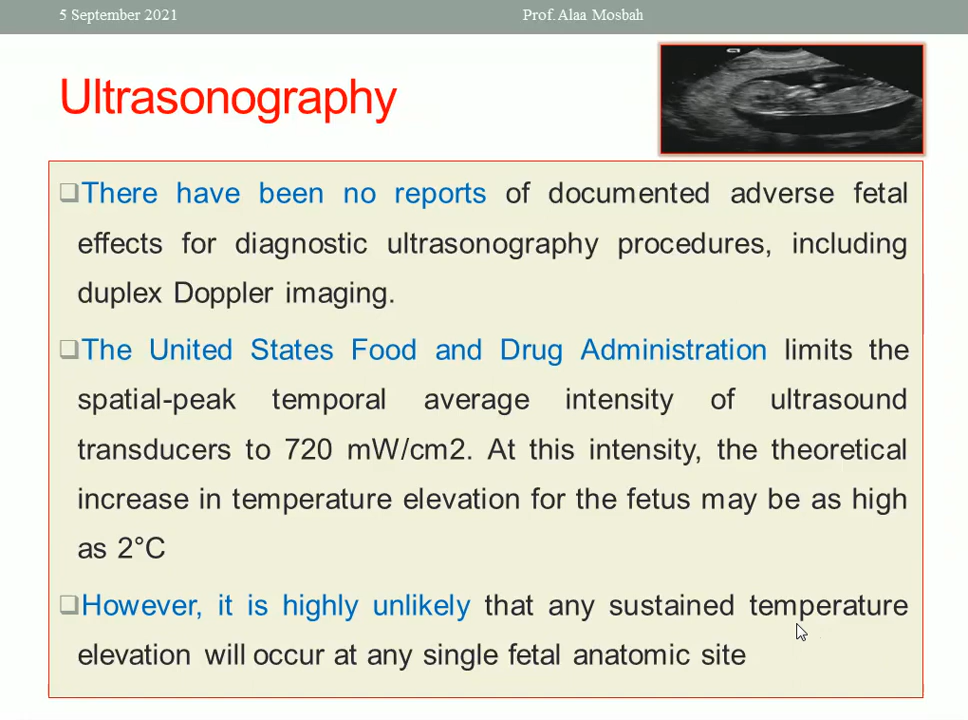 5 September 2021
Prof. Alaa Mosbah
Ultrasonography
There have been no reports of documented adverse fetal
effects for diagnostic ultrasonography procedures, including
duplex Doppler imaging.
The United States Food and Drug Administration limits the
spatial-peak temporal average intensity of ultrasound
transducers to 720 mW/cm2. At this intensity, the theoretical
increase in temperature elevation for the fetus may be as high
as 2°C
However, it is highly unlikely that any sustained temperature
elevation will occur at any single fetal anatomic site